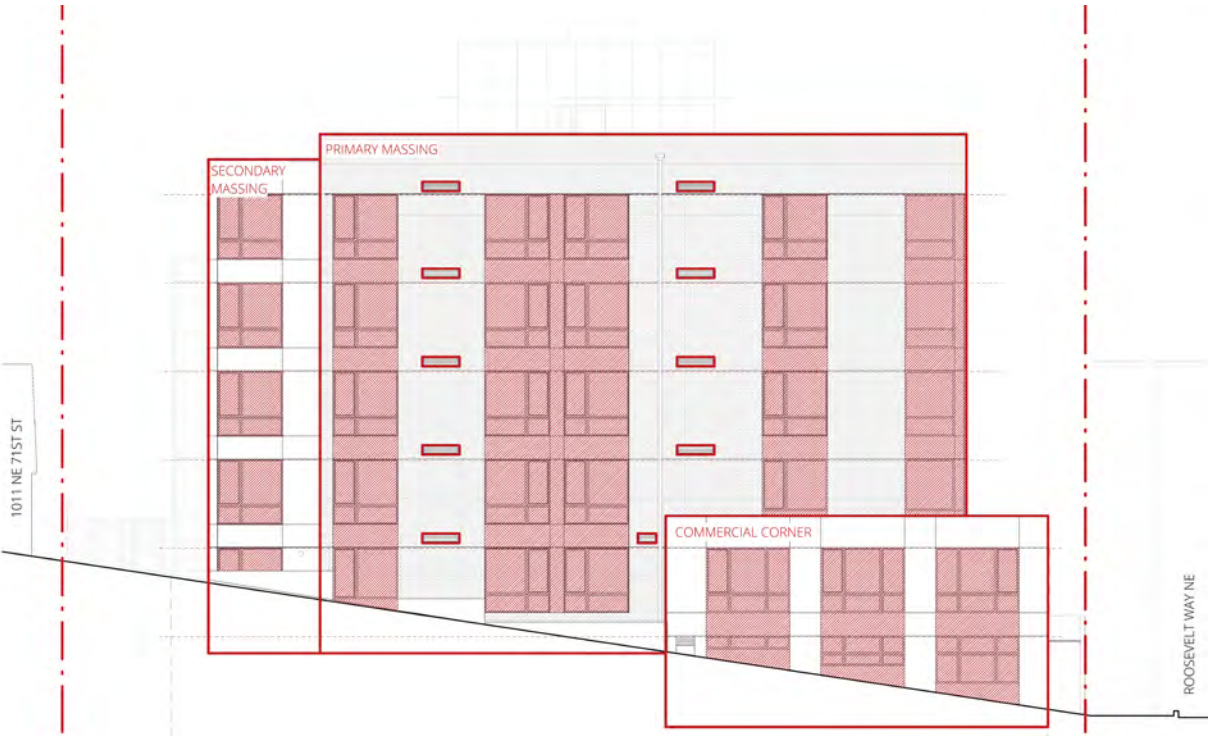 PRIMARY MASSING
SECONDARY
MASSING
1011 NE 71ST ST
COMMERCIAL CORNER
ROOSEVELT WAY NE